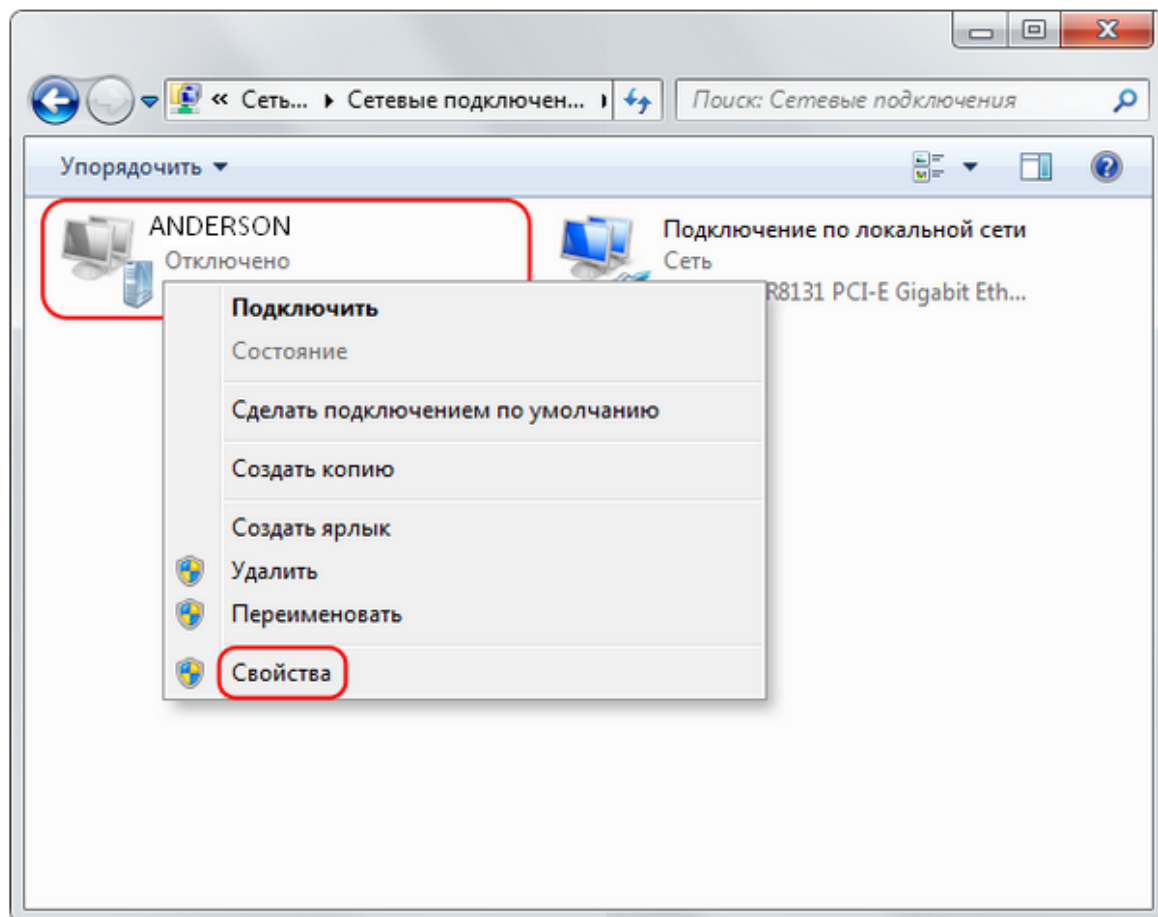 « Сеть... Сетевые подключен... Поиск: Сетевые подключения
Упорядочить
ANDERSON
Отключено
Подключение по локальной сети
Сеть
R8131 PCI-E Gigabit Eth...
Подключить
Состояние
Сделать подключением по умолчанию
Создать копию
Создать ярлык
Удалить
Переименовать
Свойства